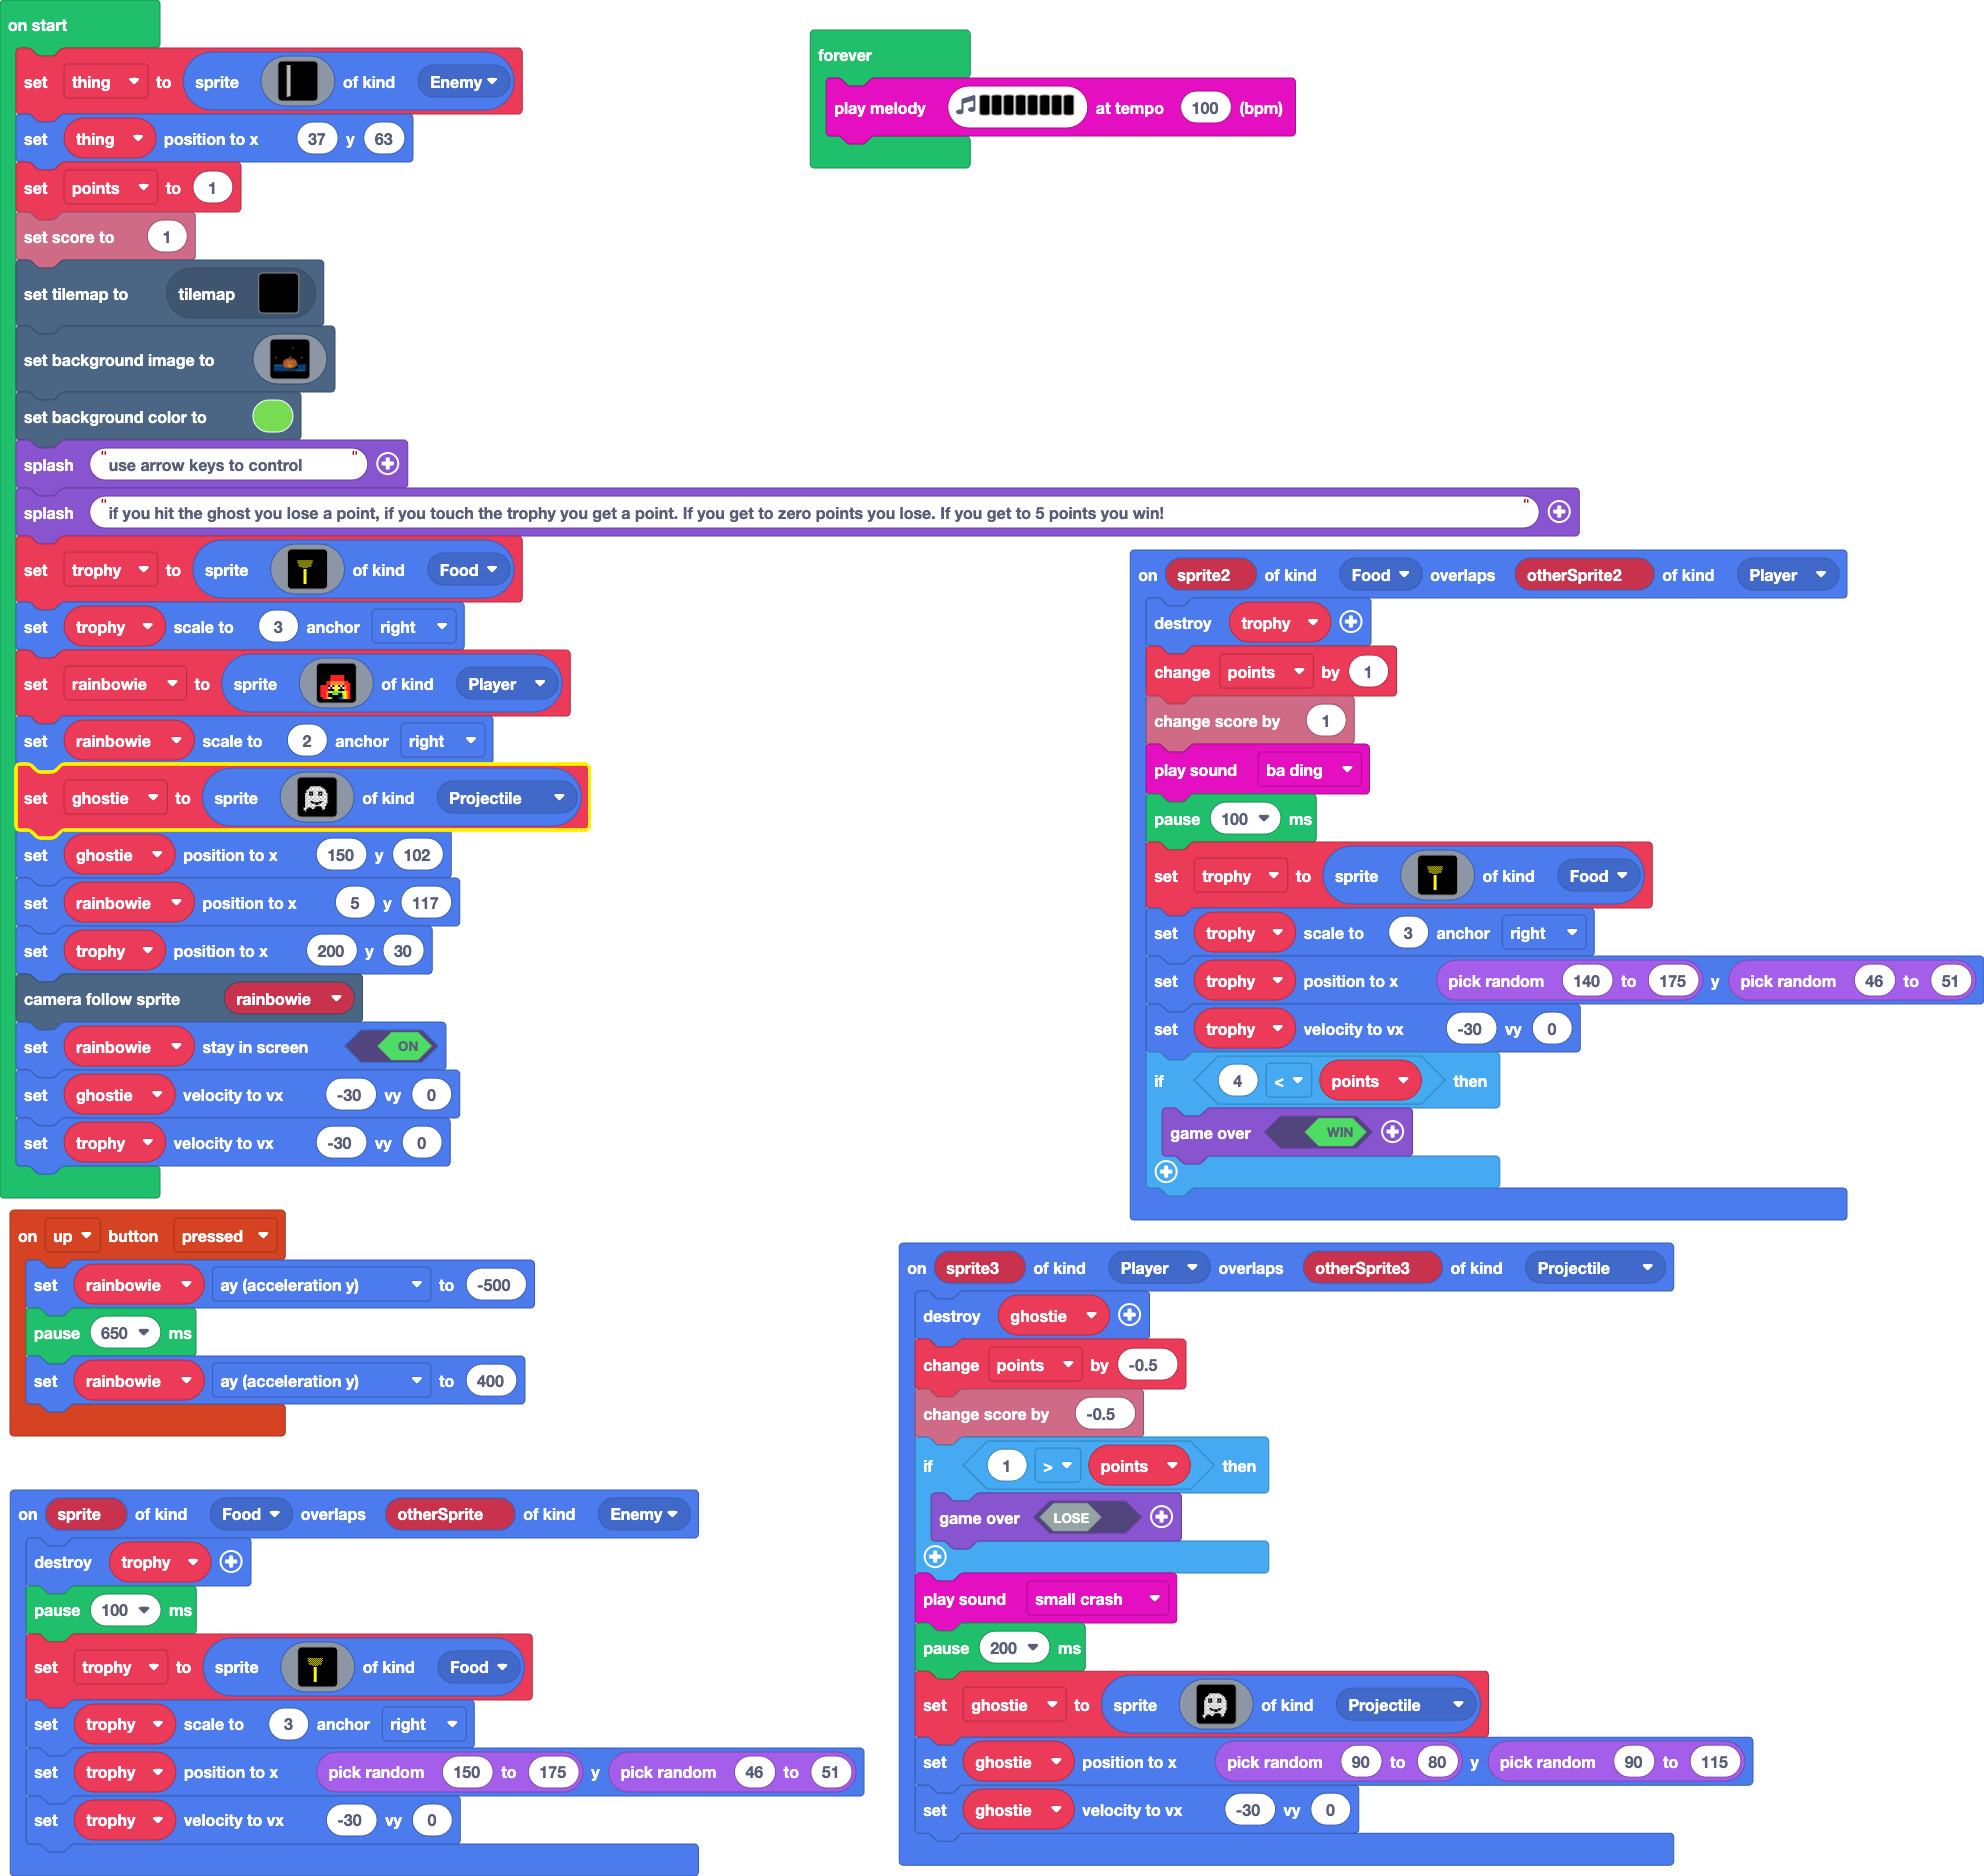 on start
set thing to sprite of kind Enemy
set thing position to x 37 y 63
set points to 1
set score to 1
set tilemap to tilemap
set background image to
set background color to
splash "use arrow keys to control"
splash "if you hit the ghost you lose a point, if you touch the trophy you get a point. If you get to zero points you lose. If you get to 5 points you win!"
set trophy to sprite of kind Food
set trophy scale to 3 anchor right
set rainbowie to sprite of kind Player
set rainbowie scale to 2 anchor right
set ghostie to sprite of kind Projectile
set ghostie position to x 150 y 102
set rainbowie position to x 5 y 117
set trophy position to x 200 y 30
camera follow sprite rainbowie
set rainbowie stay in screen ON
set ghostie velocity to vx -30 vy 0
set trophy velocity to vx -30 vy 0
forever
play melody at tempo 100 (bpm)
on sprite2 of kind Food overlaps otherSprite2 of kind Player
destroy trophy
change points by 1
change score by 1
play sound ba ding
pause 100 ms
set trophy to sprite of kind Food
set trophy scale to 3 anchor right
set trophy position to x pick random 140 to 175 y pick random 46 to 51
set trophy velocity to vx -30 vy 0
if 4 < points then
game over WIN
on up button pressed
set rainbowie ay (acceleration y) to -500
pause 650 ms
set rainbowie ay (acceleration y) to 400
on sprite of kind Food overlaps otherSprite of kind Enemy
destroy trophy
pause 100 ms
set trophy to sprite of kind Food
set trophy scale to 3 anchor right
set trophy position to x pick random 150 to 175 y pick random 46 to 51
set trophy velocity to vx -30 vy 0
on sprite3 of kind Player overlaps otherSprite3 of kind Projectile
destroy ghostie
change points by -0.5
change score by -0.5
if 1 > points then
game over LOSE
play sound small crash
pause 200 ms
set ghostie to sprite of kind Projectile
set ghostie position to x pick random 90 to 80 y pick random 90 to 115
set ghostie velocity to vx -30 vy 0